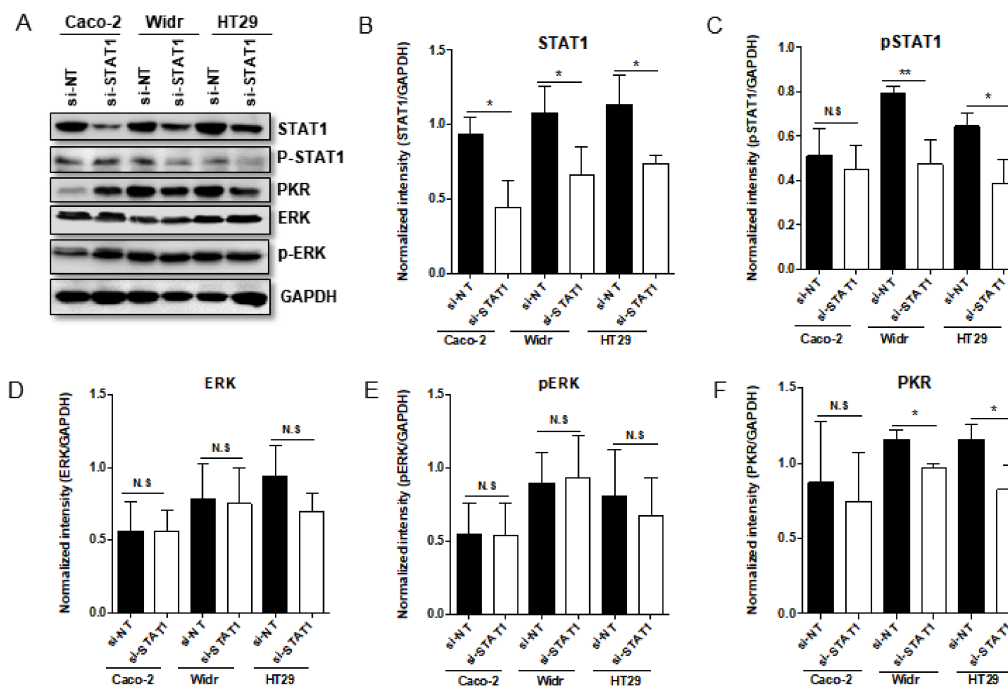 A
Caco-2 Widr HT29
si-NT si-STAT1 si-NT si-STAT1 si-NT si-STAT1
STAT1
P-STAT1
PKR
ERK
p-ERK
GAPDH
B
STAT1
Normalized intensity (STAT1/GAPDH)
1.5
1.0
0.5
0.0
* * *
si-NT si-STAT1 si-NT si-STAT1 si-NT si-STAT1
Caco-2 Widr HT29
C
pSTAT1
Normalized intensity (pSTAT1/GAPDH)
0.8
0.6
0.4
0.2
0.0
N.S ** *
si-NT si-STAT1 si-NT si-STAT1 si-NT si-STAT1
Caco-2 Widr HT29
D
ERK
Normalized intensity (ERK/GAPDH)
1.5
1.0
0.5
0.0
N.S N.S N.S
si-NT si-STAT1 si-NT si-STAT1 si-NT si-STAT1
Caco-2 Widr HT29
E
pERK
Normalized intensity (pERK/GAPDH)
1.5
1.0
0.5
0.0
N.S N.S N.S
si-NT si-STAT1 si-NT si-STAT1 si-NT si-STAT1
Caco-2 Widr HT29
F
PKR
Normalized intensity (PKR/GAPDH)
1.5
1.0
0.5
0.0
N.S * *
si-NT si-STAT1 si-NT si-STAT1 si-NT si-STAT1
Caco-2 Widr HT29